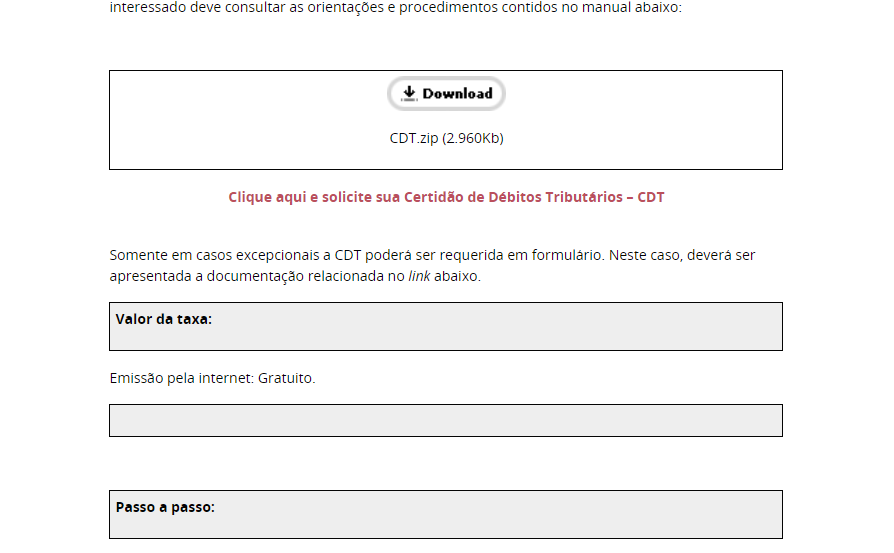 interessado deve consultar as orientações e procedimentos contidos no manual abaixo:
Download
CDT.zip (2.960Kb)
Clique aqui e solicite sua Certidão de Débitos Tributários – CDT
Somente em casos excepcionais a CDT poderá ser requerida em formulário. Neste caso, deverá ser
apresentada a documentação relacionada no link abaixo.
Valor da taxa:
Emissão pela internet: Gratuito.
Passo a passo: